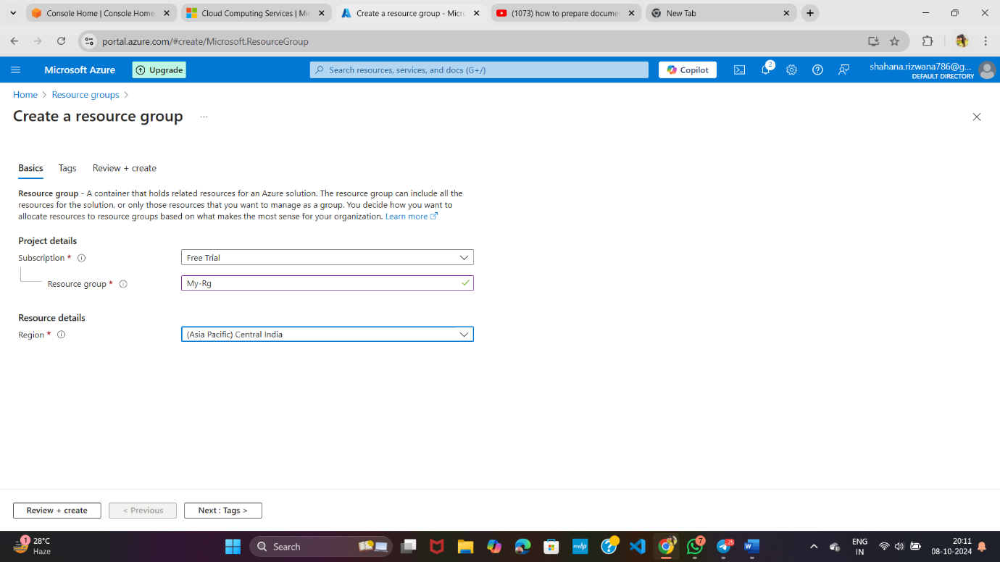 Console Home | Console Home
Cloud Computing Services | Mic
Create a resource group - Micro
(1073) how to prepare documen
New Tab
portal.azure.com/#create/Microsoft.ResourceGroup
Microsoft Azure
Upgrade
Search resources, services, and docs (G+/)
Copilot
2
shahana.rizwana786@g...
DEFAULT DIRECTORY
Home > Resource groups >
Create a resource group ...
Basics Tags Review + create
Resource group - A container that holds related resources for an Azure solution. The resource group can include all the
resources for the solution, or only those resources that you want to manage as a group. You decide how you want to
allocate resources to resource groups based on what makes the most sense for your organization. Learn more
Project details
Subscription * Free Trial
Resource group * My-Rg
Resource details
Region * (Asia Pacific) Central India
Review + create < Previous Next : Tags >
1
28°C
Haze
Search
myhp
7
25
W
ENG
IN
20:11
08-10-2024